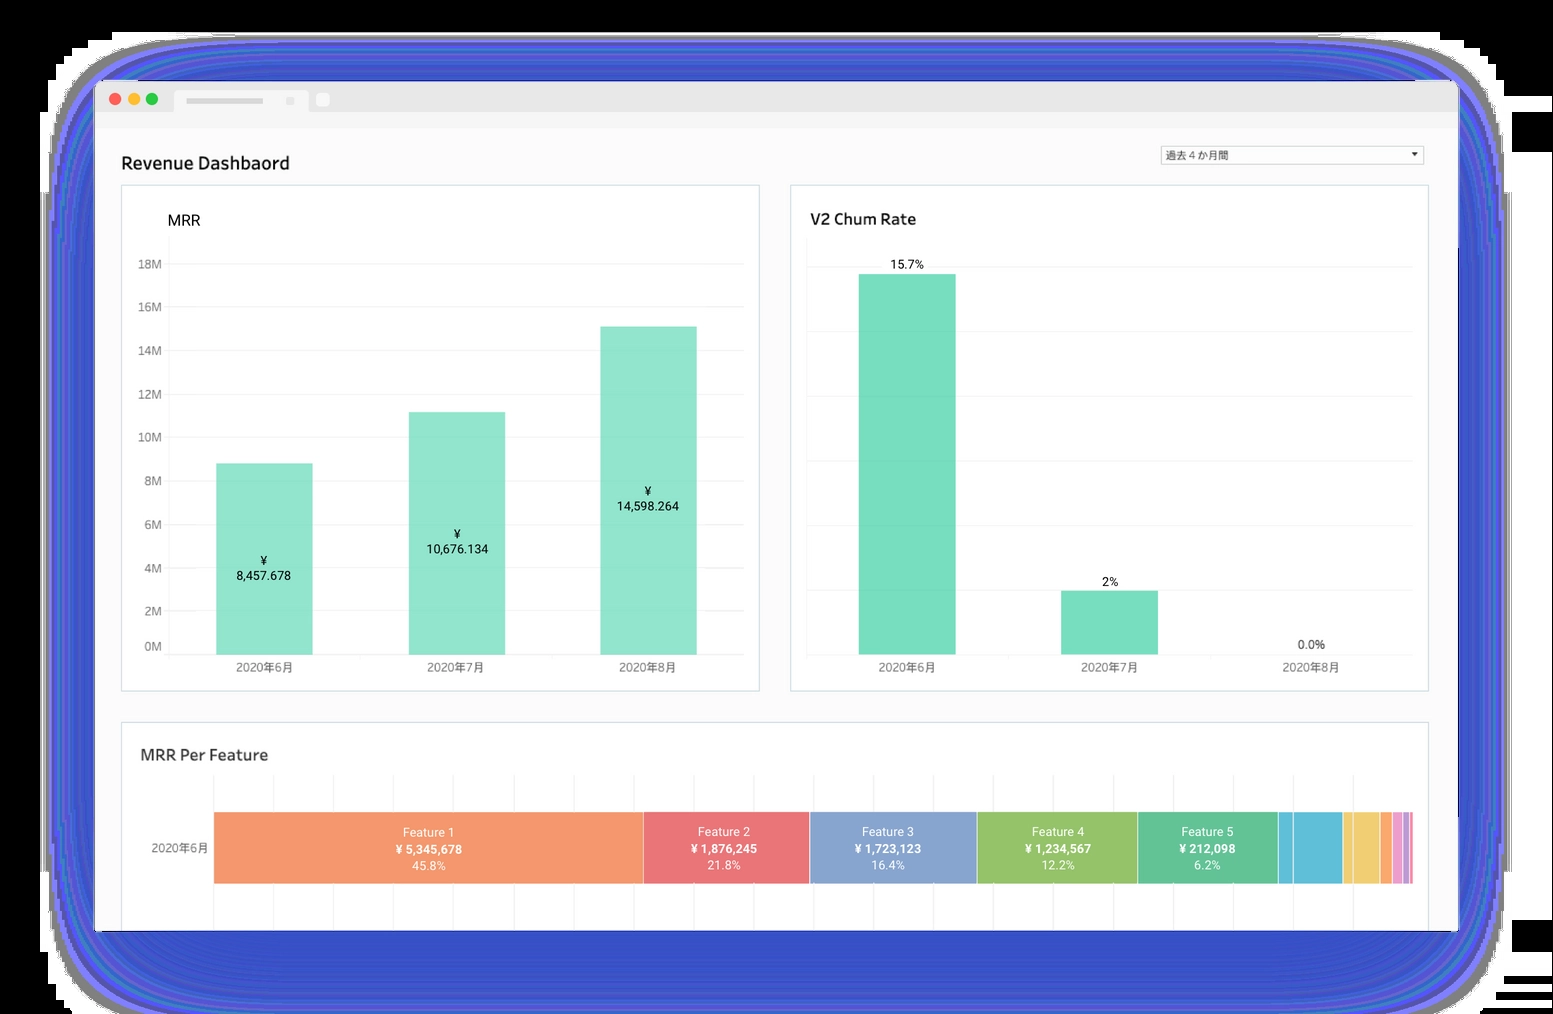 Revenue Dashbaord
過去４か月間
MRR
18M
16M
14M
12M
10M
8M
6M
4M
2M
0M
¥
8,457.678
¥
10,676.134
¥
14,598.264
2020年6月
2020年7月
2020年8月
V2 Chum Rate
15.7%
2%
0.0%
2020年6月
2020年7月
2020年8月
MRR Per Feature
2020年6月
Feature 1
¥ 5,345,678
45.8%
Feature 2
¥ 1,876,245
21.8%
Feature 3
¥ 1,723,123
16.4%
Feature 4
¥ 1,234,567
12.2%
Feature 5
¥ 212,098
6.2%